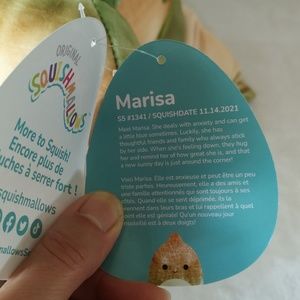 ORIGINAL
SQUISHMALLOWS
More to Squish!
Encore plus de
uches à serrer fort !
squishmallows
mallowsS
Marisa
S5 #1341 / SQUISHDATE 11.14.2021
Meet Marisa. She deals with anxiety and can get
a little blue sometimes. Luckily, she has
thoughtful friends and family who always stick
by her side. When she's feeling down, they hug
her and remind her of how great she is, and that
a new sunny day is just around the corner!
Voici Marisa. Elle est anxieuse et peut être un peu
triste parfois. Heureusement, elle a des amis et
une famille attentionnés qui sont toujours à ses
côtés. Quand elle se sent déprimée, ils la
prennent dans leurs bras et lui rappellent à quel
point elle est géniale! Qu'un nouveau jour
ensoleillé est à deux doigts!